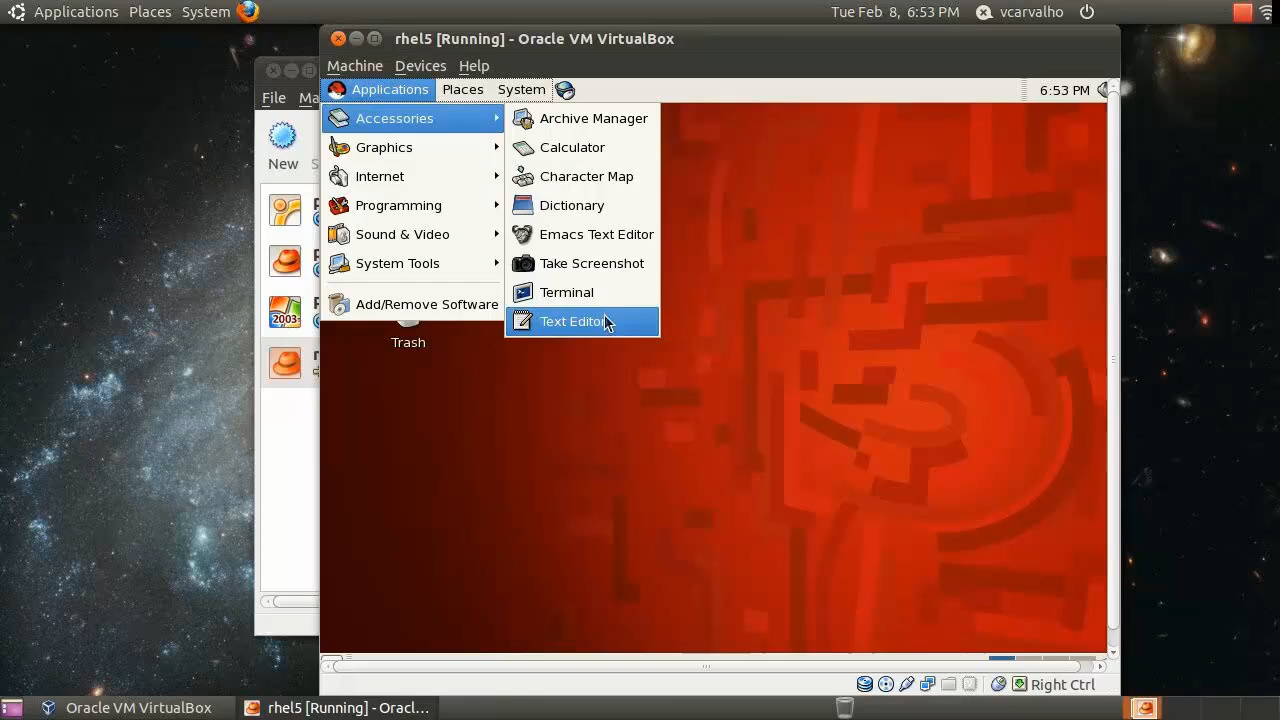 Applications Places System
Tue Feb 8, 6:53 PM
vcarvalho
rhel5 [Running] - Oracle VM VirtualBox
Machine Devices Help
File
New
Applications Places System
6:53 PM
Accessories
Graphics
Internet
Programming
Sound & Video
System Tools
Add/Remove Software
Archive Manager
Calculator
Character Map
Dictionary
Emacs Text Editor
Take Screenshot
Terminal
Text Editor
Trash
2003
Right Ctrl
Oracle VM VirtualBox
rhel5 [Running] - Oracl...